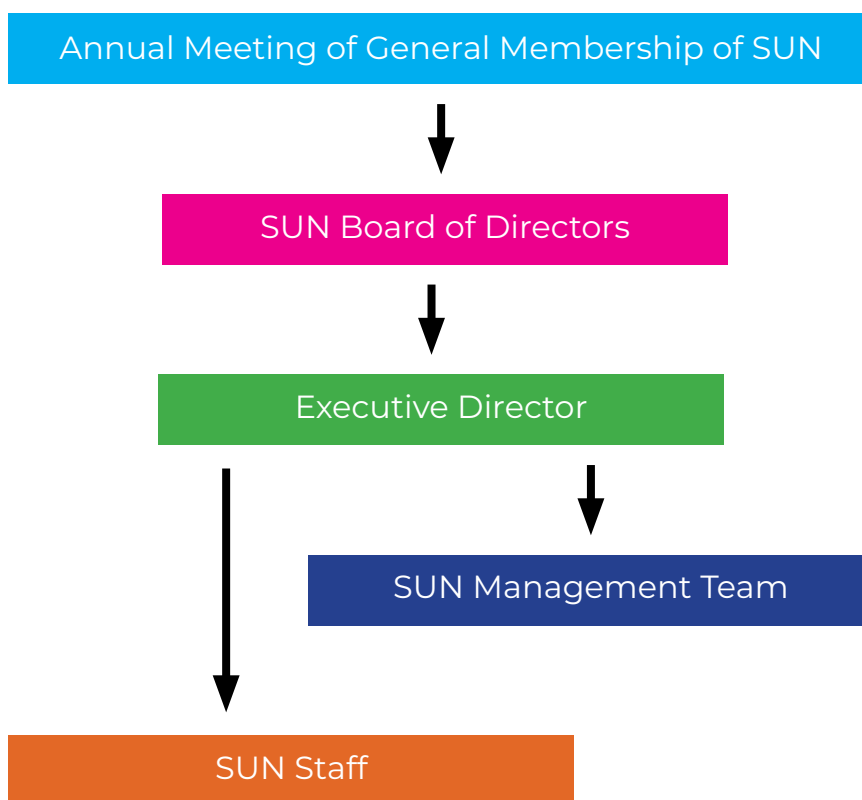 Annual Meeting of General Membership of SUN
SUN Board of Directors
Executive Director
SUN Management Team
SUN Staff